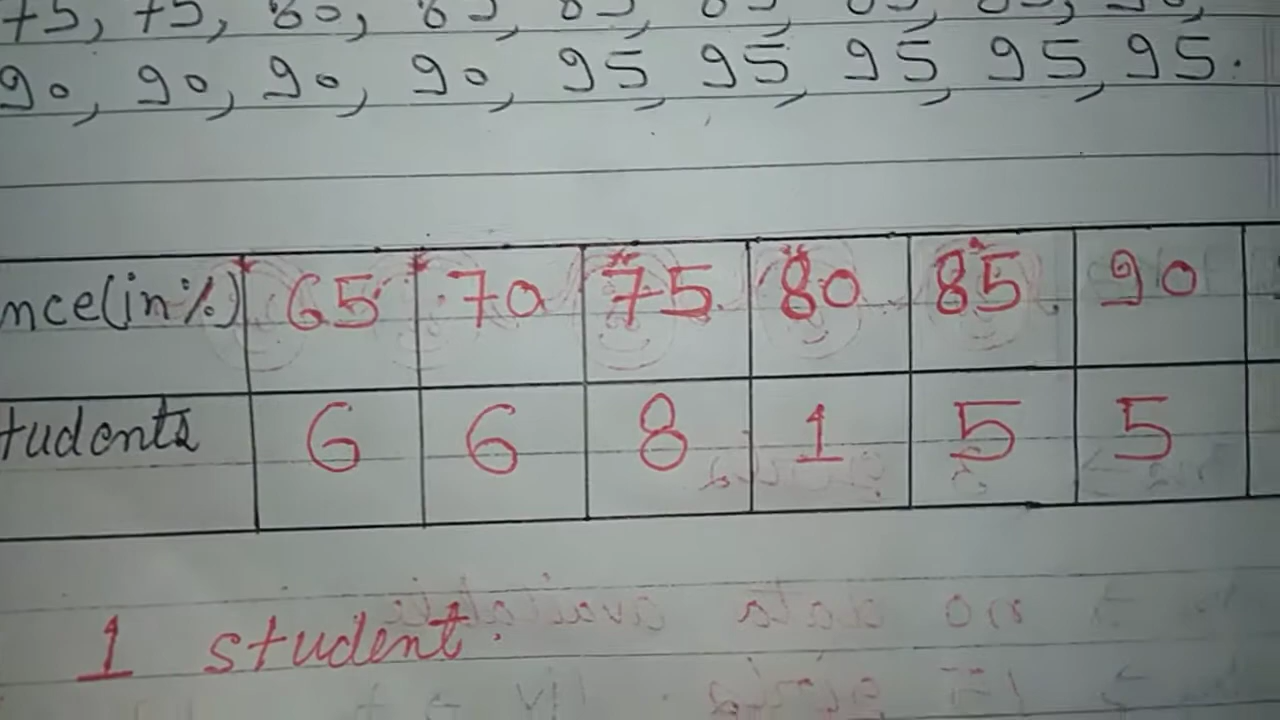 75, 75, 80, 85, 85, 85, 85, 85, 90,
90, 90, 90, 90, 95, 95, 95, 95, 95.
nce(in%) 65 70 75 80 85 90
tudents 6 6 8 1 5 5
1 student.